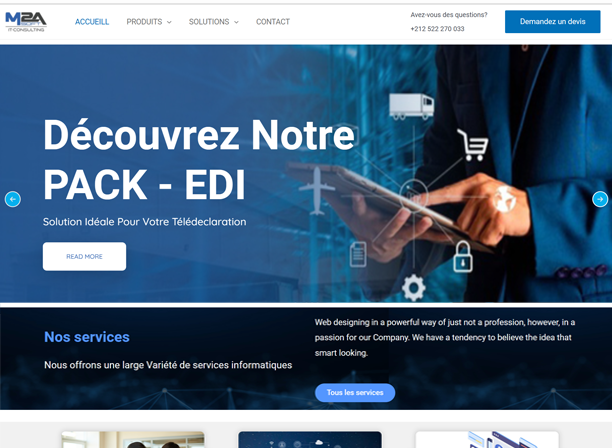 M2A
SOFT
IT-CONSULTING
ACCUEILL
PRODUITS
SOLUTIONS
CONTACT
Avez-vous des questions?
+212 522 270 033
Demandez un devis
Découvrez Notre
PACK - EDI
Solution Idéale Pour Votre Télédeclaration
READ MORE
Nos services
Nous offrons une large Variété de services informatiques
Web designing in a powerful way of just not a profession, however, in a
passion for our Company. We have a tendency to believe the idea that
smart looking.
Tous les services